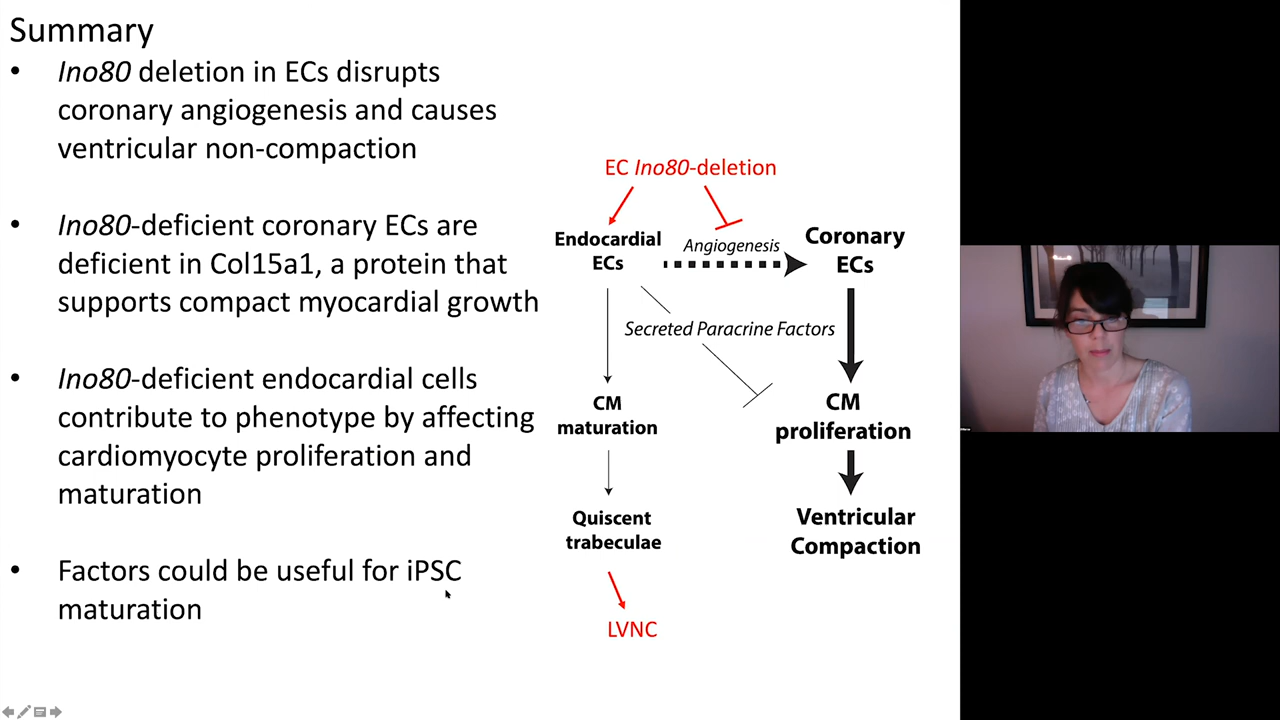 Summary
• Ino80 deletion in ECs disrupts
coronary angiogenesis and causes
ventricular non-compaction
• Ino80-deficient coronary ECs are
deficient in Col15a1, a protein that
supports compact myocardial growth
• Ino80-deficient endocardial cells
contribute to phenotype by affecting
cardiomyocyte proliferation and
maturation
• Factors could be useful for iPSC
maturation
EC Ino80-deletion
Endocardial
ECs
Angiogenesis
Coronary
ECs
Secreted Paracrine Factors
CM
maturation
CM
proliferation
Quiscent
trabeculae
Ventricular
Compaction
LVNC